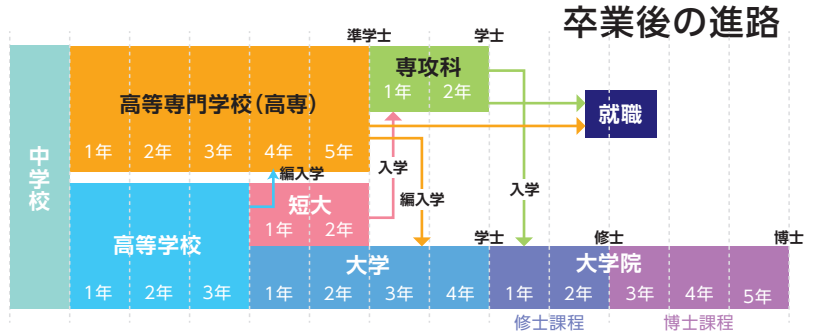 卒業後の進路
準学士
学士
中学校
高等専門学校（高専）
1年 2年 3年 4年 5年
専攻科
1年 2年
就職
編入学
入学
編入学
入学
短大
1年 2年
高等学校
1年 2年 3年
学士
修士
博士
大学
1年 2年 3年 4年
大学院
1年 2年 3年 4年 5年
修士課程
博士課程